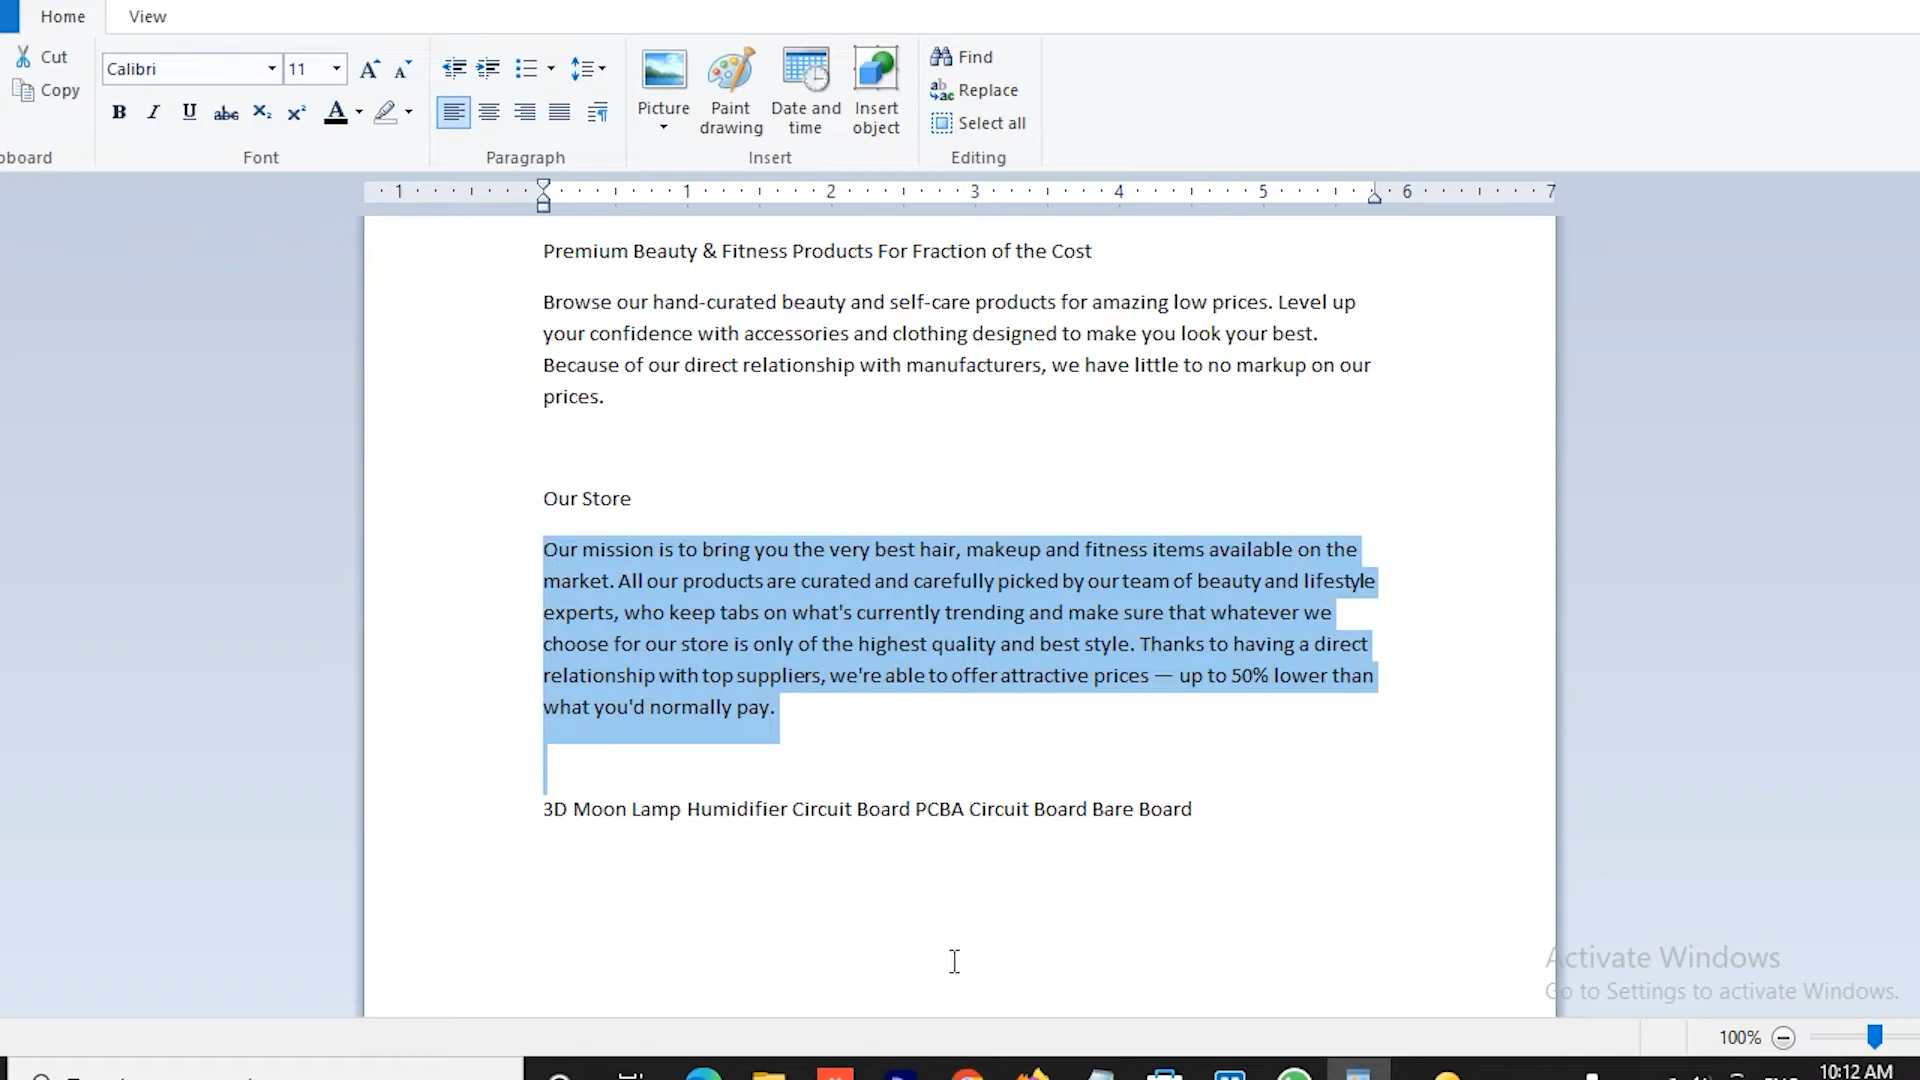 Home View
Cut
Copy
Calibri 11
Picture Paint drawing Date and time Insert object
Find
Replace
Select all
Font Paragraph Insert Editing
1 1 2 3 4 5 6 7
Premium Beauty & Fitness Products For Fraction of the Cost
Browse our hand-curated beauty and self-care products for amazing low prices. Level up
your confidence with accessories and clothing designed to make you look your best.
Because of our direct relationship with manufacturers, we have little to no markup on our
prices.
Our Store
Our mission is to bring you the very best hair, makeup and fitness items available on the
market. All our products are curated and carefully picked by our team of beauty and lifestyle
experts, who keep tabs on what's currently trending and make sure that whatever we
choose for our store is only of the highest quality and best style. Thanks to having a direct
relationship with top suppliers, we're able to offer attractive prices — up to 50% lower than
what you'd normally pay.
3D Moon Lamp Humidifier Circuit Board PCBA Circuit Board Bare Board
Activate Windows
Go to Settings to activate Windows.
100%
10:12 AM